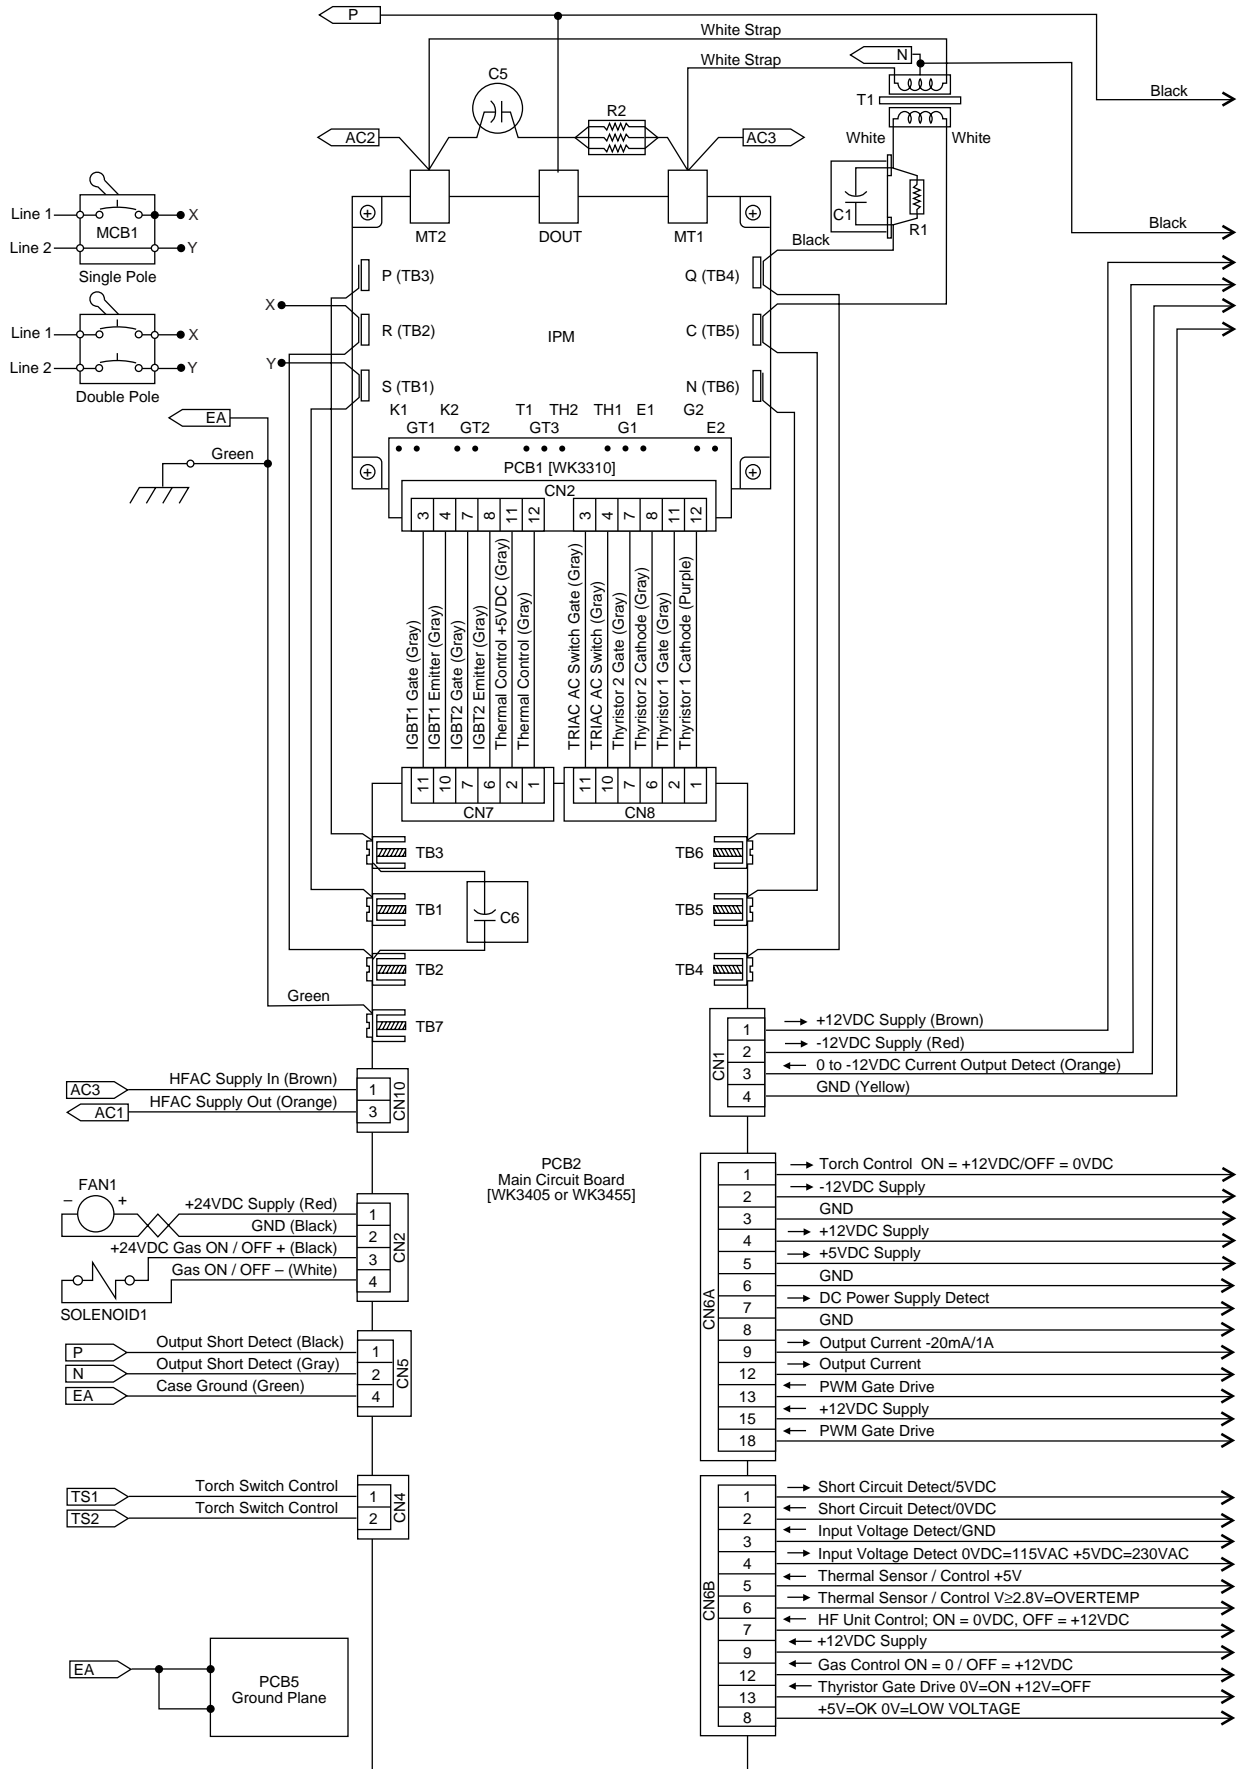 P
White Strap
White Strap
N
C5
T1
Black
R2
AC2
AC3
White
White
C1
R1
Line 1
MCB1
X
Line 2
Y
Single Pole
MT2
DOUT
MT1
Black
Black
P (TB3)
Q (TB4)
X
R (TB2)
IPM
C (TB5)
Line 1
X
Line 2
Y
Double Pole
Y
S (TB1)
N (TB6)
EA
Green
K1 K2 T1 TH2 TH1 E1 G2
GT1 GT2 GT3 G1 E2
PCB1 [WK3310]
CN2
3 4 7 8 11 12
3 4 7 8 11 12
IGBT1 Gate (Gray)
IGBT1 Emitter (Gray)
IGBT2 Gate (Gray)
IGBT2 Emitter (Gray)
Thermal Control +5VDC (Gray)
Thermal Control (Gray)
TRIAC AC Switch Gate (Gray)
TRIAC AC Switch (Gray)
Thyristor 2 Gate (Gray)
Thyristor 2 Cathode (Gray)
Thyristor 1 Gate (Gray)
Thyristor 1 Cathode (Purple)
11 10 7 6 2 1
11 10 7 6 2 1
CN7
CN8
TB3
TB6
TB1
C6
TB5
TB2
TB4
Green
TB7
CN1
1 +12VDC Supply (Brown)
2 -12VDC Supply (Red)
3 0 to -12VDC Current Output Detect (Orange)
4 GND (Yellow)
AC3 HFAC Supply In (Brown) 1
AC1 HFAC Supply Out (Orange) 3
CN10
PCB2
Main Circuit Board
[WK3405 or WK3455]
FAN1
– +
+24VDC Supply (Red) 1
GND (Black) 2
+24VDC Gas ON / OFF + (Black) 3
Gas ON / OFF – (White) 4
CN2
SOLENOID1
P Output Short Detect (Black) 1
N Output Short Detect (Gray) 2
EA Case Ground (Green) 4
CN5
TS1 Torch Switch Control 1
TS2 Torch Switch Control 2
CN4
EA
PCB5
Ground Plane
CN6A
1 Torch Control ON = +12VDC/OFF = 0VDC
2 -12VDC Supply
3 GND
4 +12VDC Supply
5 +5VDC Supply
6 GND
7 DC Power Supply Detect
8 GND
9 Output Current -20mA/1A
12 Output Current
13 PWM Gate Drive
15 +12VDC Supply
18 PWM Gate Drive
CN6B
1 Short Circuit Detect/5VDC
2 Short Circuit Detect/0VDC
3 Input Voltage Detect/GND
4 Input Voltage Detect 0VDC=115VAC +5VDC=230VAC
5 Thermal Sensor / Control +5V
6 Thermal Sensor / Control V≥2.8V=OVERTEMP
7 HF Unit Control; ON = 0VDC, OFF = +12VDC
9 +12VDC Supply
12 Gas Control ON = 0 / OFF = +12VDC
13 Thyristor Gate Drive 0V=ON +12V=OFF
8 +5V=OK 0V=LOW VOLTAGE